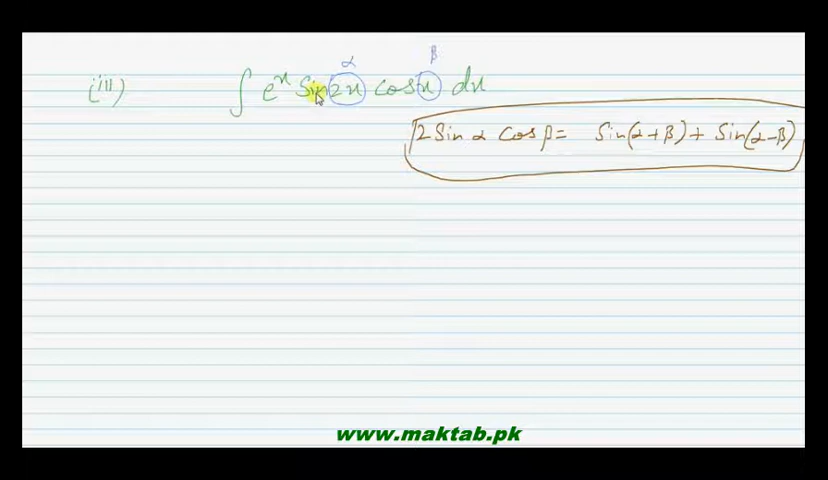 α β
(iii) ∫ eˣ Sin 2x cos x dx
2 Sin α Cos β = Sin(α+β) + Sin(α-β)
www.maktab.pk